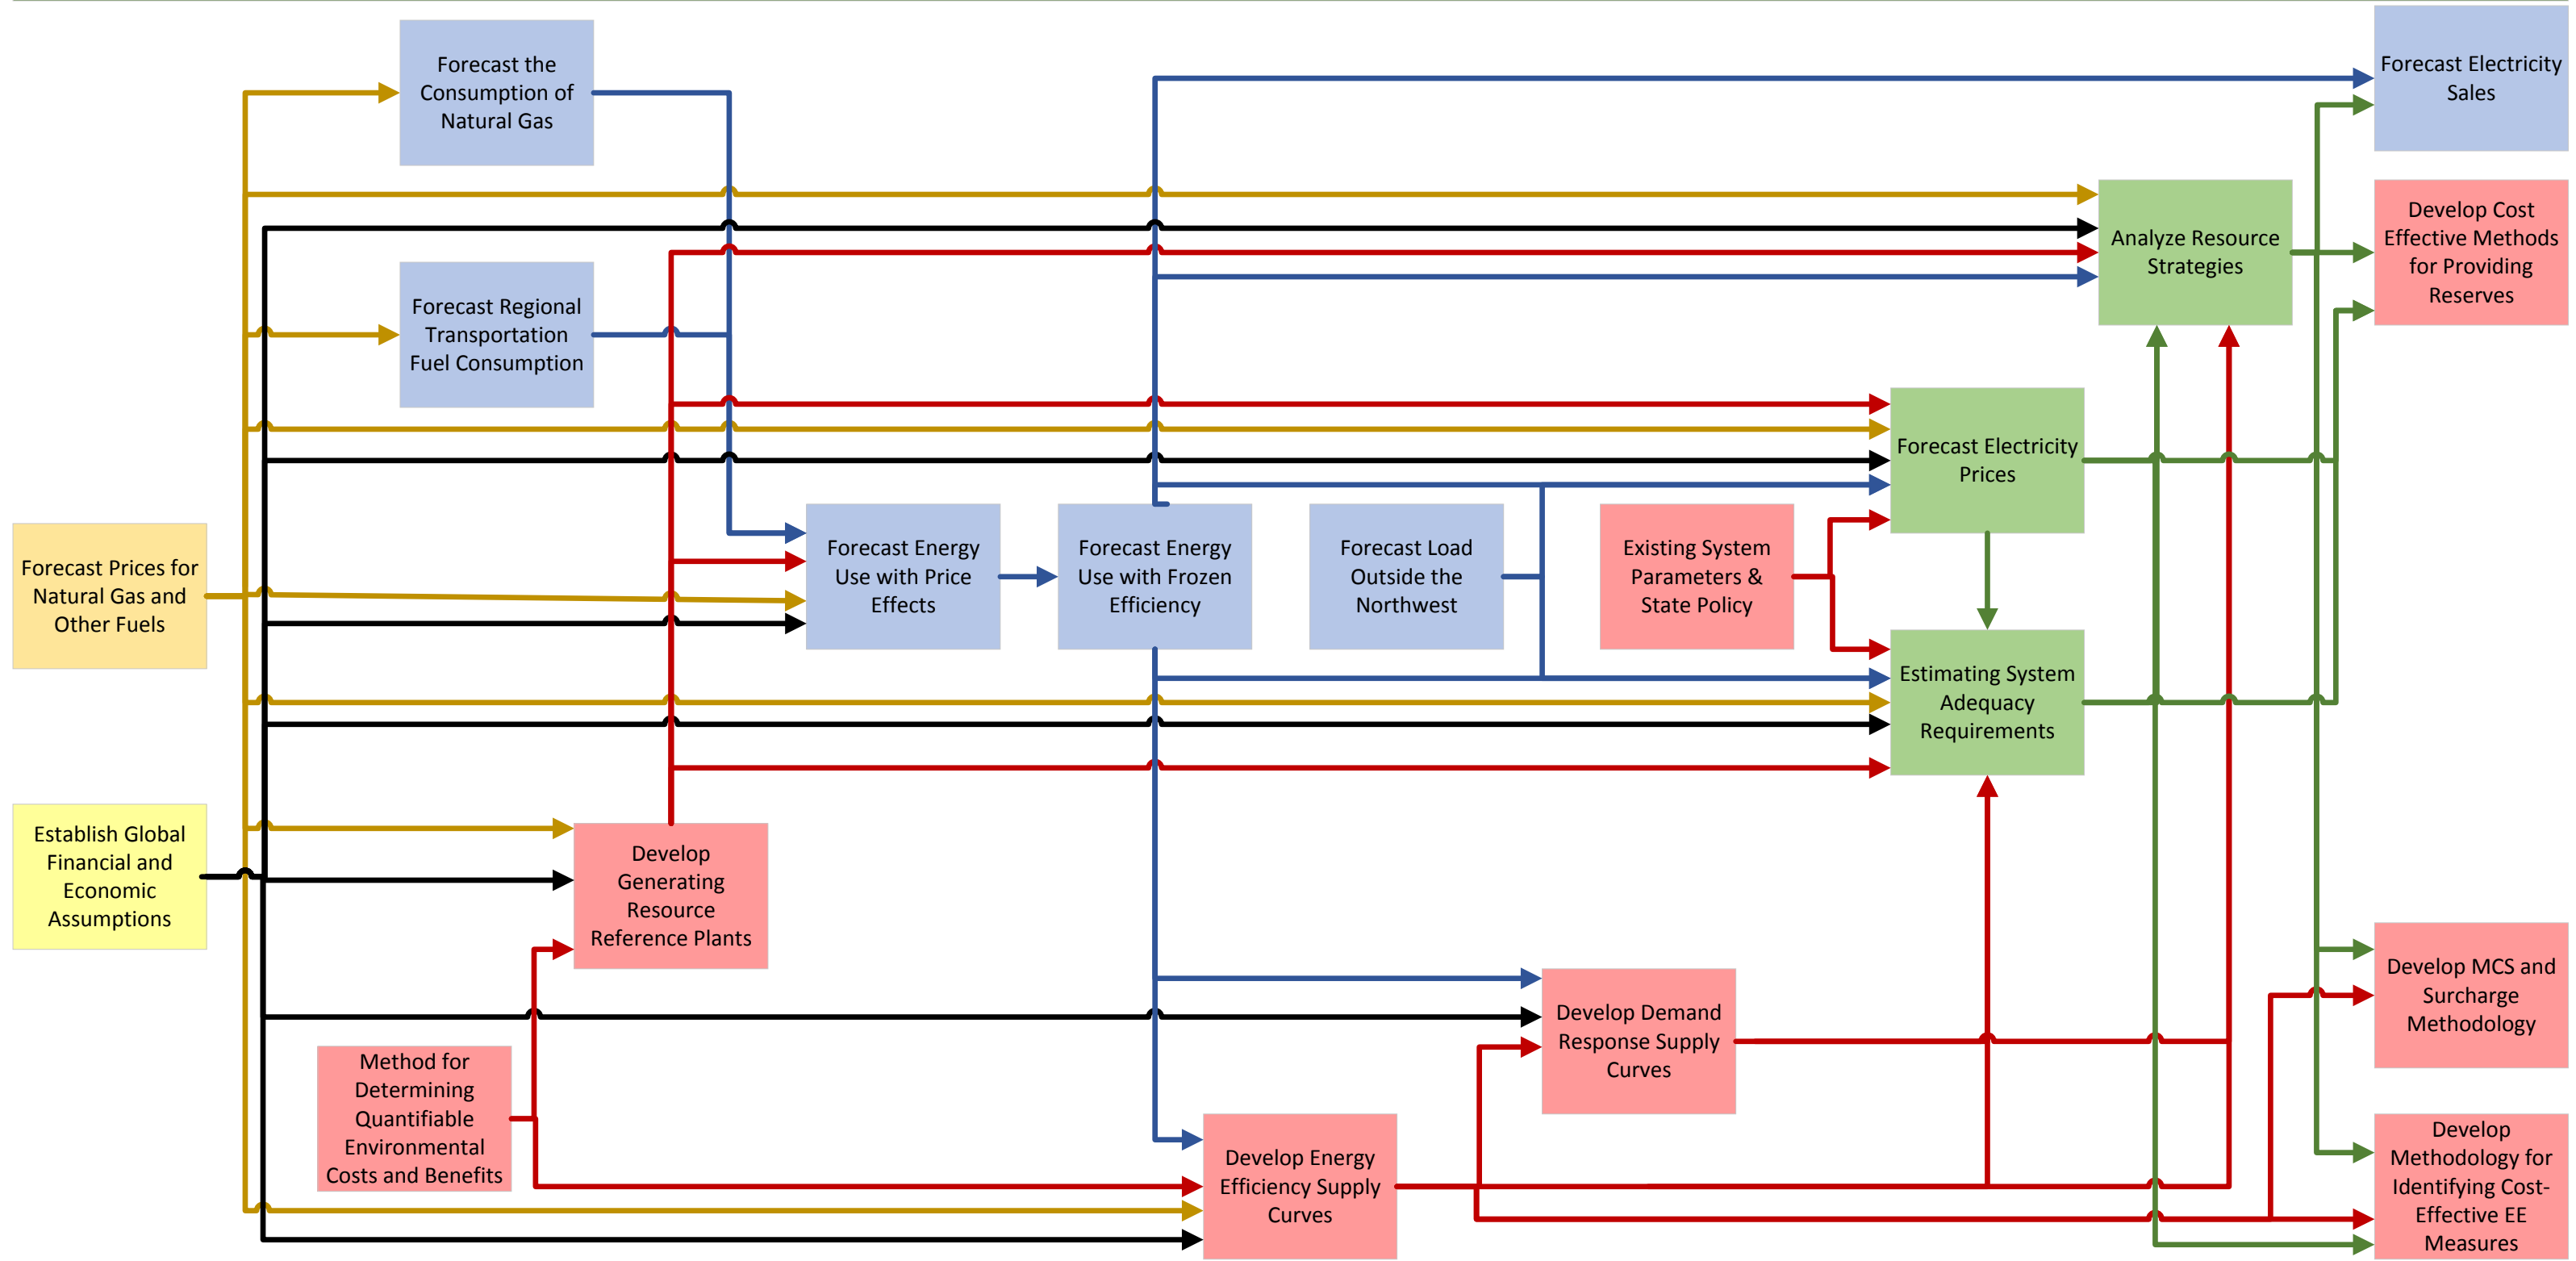 Forecast the
Consumption of
Natural Gas
Forecast Electricity
Sales
Develop Cost
Effective Methods
for Providing
Reserves
Analyze Resource
Strategies
Forecast Regional
Transportation
Fuel Consumption
Forecast Electricity
Prices
Forecast Prices for
Natural Gas and
Other Fuels
Forecast Energy
Use with Price
Effects
Forecast Energy
Use with Frozen
Efficiency
Forecast Load
Outside the
Northwest
Existing System
Parameters &
State Policy
Estimating System
Adequacy
Requirements
Establish Global
Financial and
Economic
Assumptions
Develop
Generating
Resource
Reference Plants
Develop MCS and
Surcharge
Methodology
Develop Demand
Response Supply
Curves
Method for
Determining
Quantifiable
Environmental
Costs and Benefits
Develop Energy
Efficiency Supply
Curves
Develop
Methodology for
Identifying Cost-
Effective EE
Measures